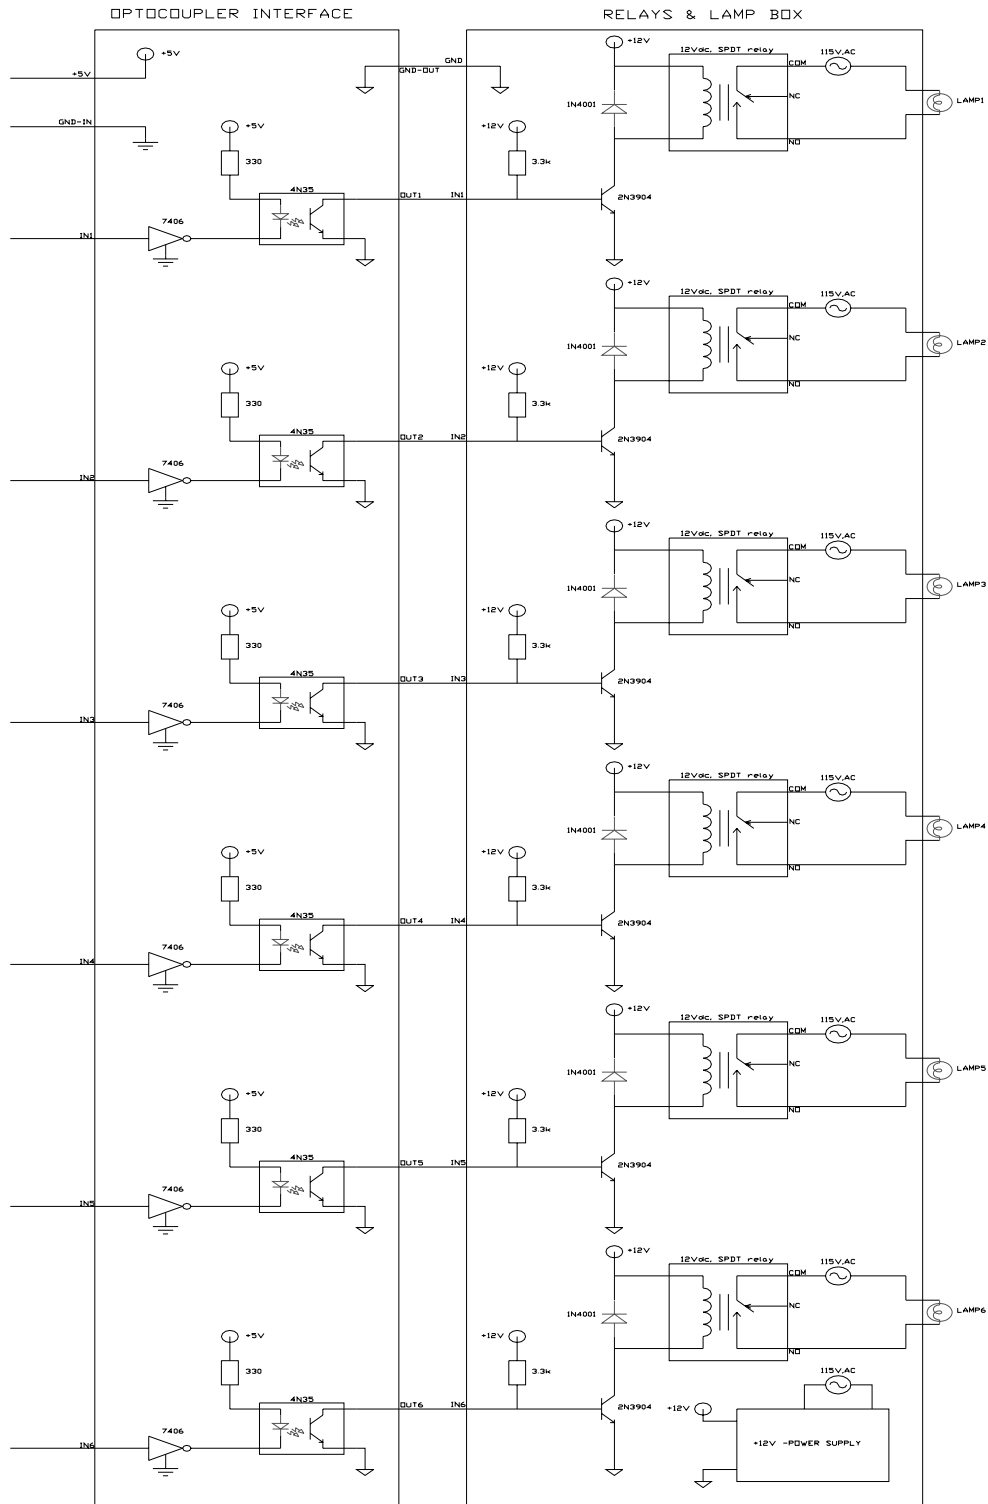 OPTOCOUPLER INTERFACE
RELAYS & LAMP BOX
+5V
+5V
GND-IN
GND
GND-OUT
+12V
12Vdc, SPDT relay
115V,AC
COM
NC
NO
1N4001
LAMP1
+5V
330
4N35
7406
IN1
OUT1
IN1
+12V
3.3k
2N3904
+12V
12Vdc, SPDT relay
115V,AC
COM
NC
NO
1N4001
LAMP2
+5V
330
4N35
7406
IN2
OUT2
IN2
+12V
3.3k
2N3904
+12V
12Vdc, SPDT relay
115V,AC
COM
NC
NO
1N4001
LAMP3
+5V
330
4N35
7406
IN3
OUT3
IN3
+12V
3.3k
2N3904
+12V
12Vdc, SPDT relay
115V,AC
COM
NC
NO
1N4001
LAMP4
+5V
330
4N35
7406
IN4
OUT4
IN4
+12V
3.3k
2N3904
+12V
12Vdc, SPDT relay
115V,AC
COM
NC
NO
1N4001
LAMP5
+5V
330
4N35
7406
IN5
OUT5
IN5
+12V
3.3k
2N3904
+12V
12Vdc, SPDT relay
115V,AC
COM
NC
NO
1N4001
LAMP6
+5V
330
4N35
7406
IN6
OUT6
IN6
+12V
3.3k
2N3904
115V,AC
+12V
+12V -POWER SUPPLY